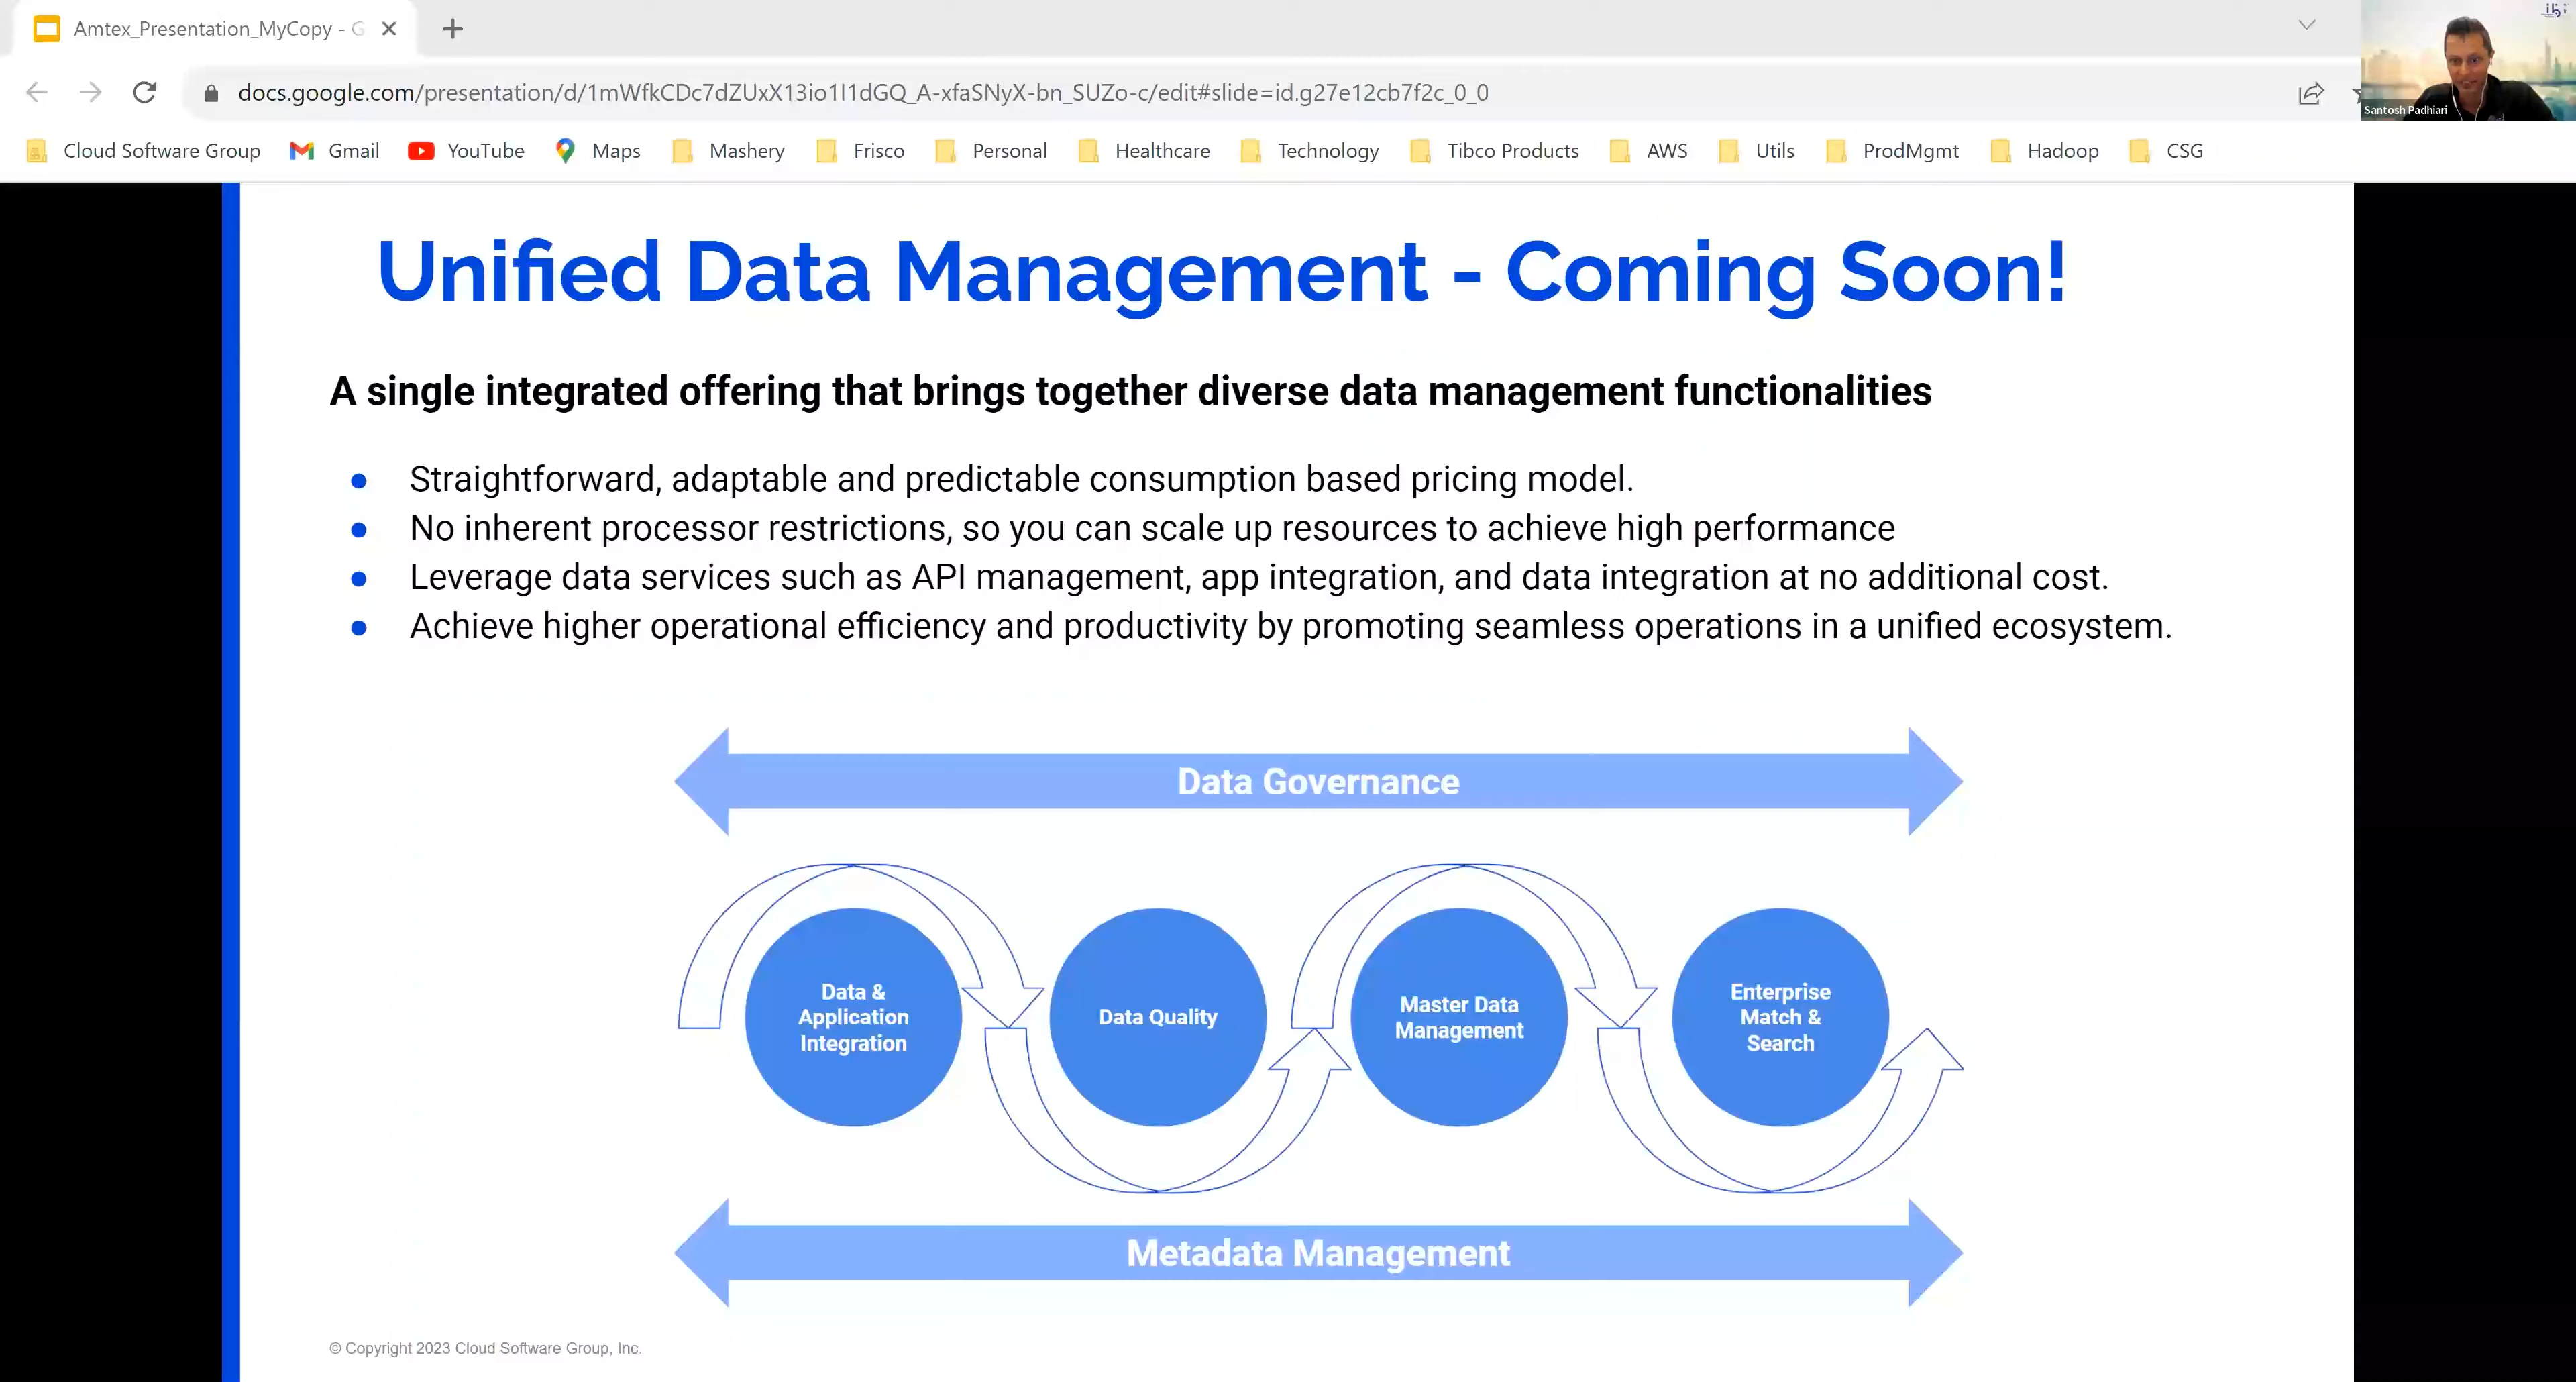 Amtex_Presentation_MyCopy - G
ibi
docs.google.com/presentation/d/1mWfkCDc7dZUxX13io1I1dGQ_A-xfaSNyX-bn_SUZo-c/edit#slide=id.g27e12cb7f2c_0_0
Santosh Padhiari
Cloud Software Group Gmail YouTube Maps Mashery Frisco Personal Healthcare Technology Tibco Products AWS Utils ProdMgmt Hadoop CSG
Unified Data Management - Coming Soon!
A single integrated offering that brings together diverse data management functionalities
● Straightforward, adaptable and predictable consumption based pricing model.
● No inherent processor restrictions, so you can scale up resources to achieve high performance
● Leverage data services such as API management, app integration, and data integration at no additional cost.
● Achieve higher operational efficiency and productivity by promoting seamless operations in a unified ecosystem.
Data Governance
Data &
Application
Integration
Data Quality
Master Data
Management
Enterprise
Match &
Search
Metadata Management
© Copyright 2023 Cloud Software Group, Inc.